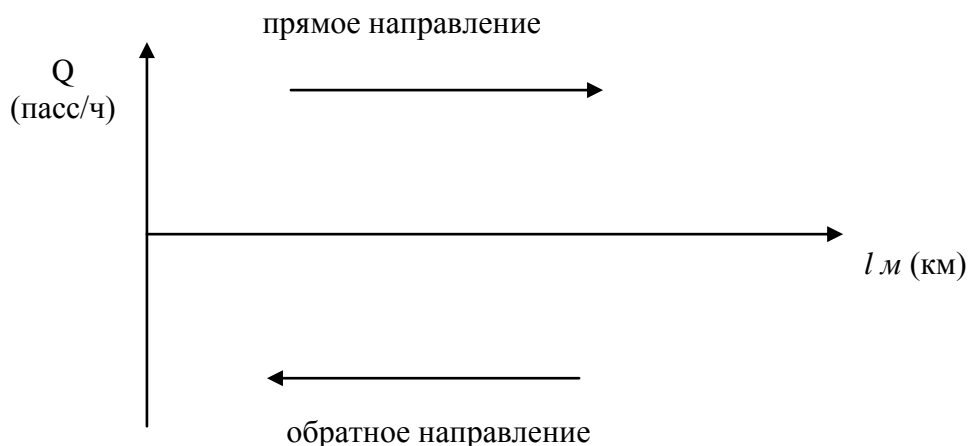 прямое направление
Q
(пасс/ч)
l м (км)
обратное направление